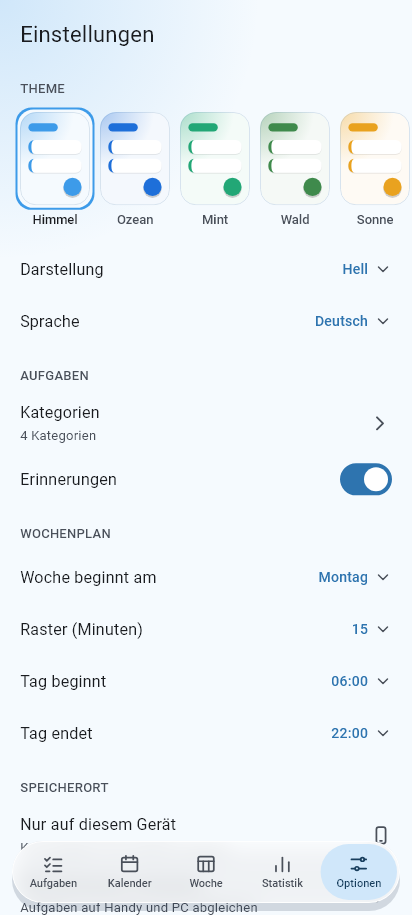 Einstellungen
THEME
Himmel
Ozean
Mint
Wald
Sonne
Darstellung
Hell
Sprache
Deutsch
AUFGABEN
Kategorien
4 Kategorien
Erinnerungen
WOCHENPLAN
Woche beginnt am
Montag
Raster (Minuten)
15
Tag beginnt
06:00
Tag endet
22:00
SPEICHERORT
Nur auf diesem Gerät
Aufgaben
Kalender
Woche
Statistik
Optionen
Aufgaben auf Handy und PC abgleichen